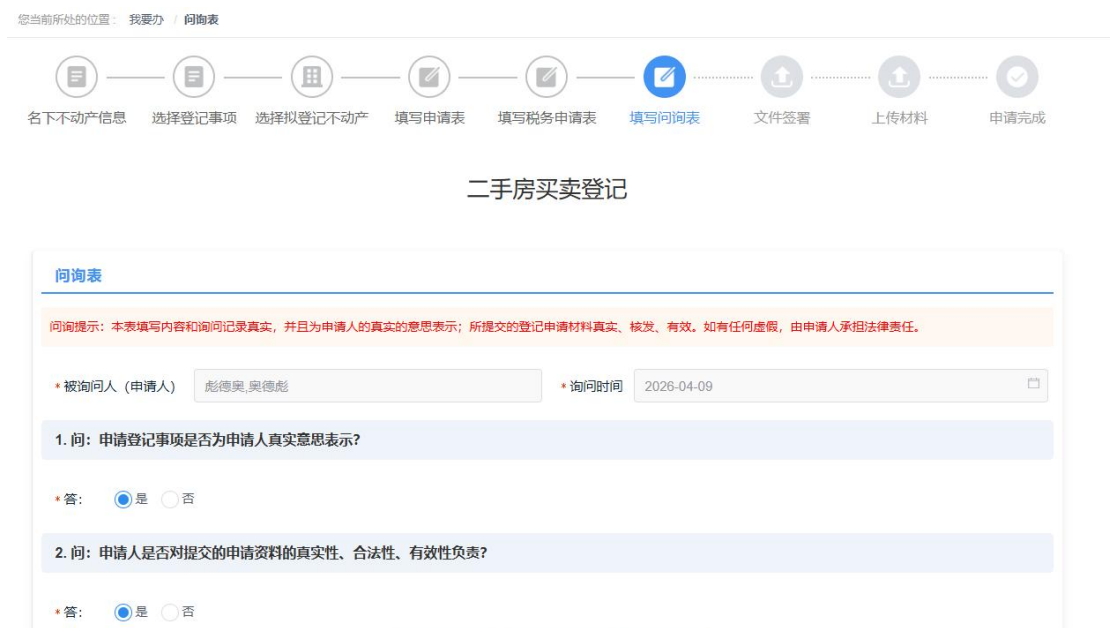 您当前所处的位置： 我要办 / 问询表
名下不动产信息 选择登记事项 选择拟登记不动产 填写申请表 填写税务申请表 填写问询表 文件签署 上传材料 申请完成
二手房买卖登记
问询表
问询提示：本表填写内容和询问记录真实，并且为申请人的真实的意思表示；所提交的登记申请材料真实、核发、有效。如有任何虚假，由申请人承担法律责任。
*被询问人（申请人） 彪德奥,奥德彪 *询问时间 2026-04-09
1. 问：申请登记事项是否为申请人真实意思表示?
*答： 是 否
2. 问：申请人是否对提交的申请资料的真实性、合法性、有效性负责?
*答： 是 否